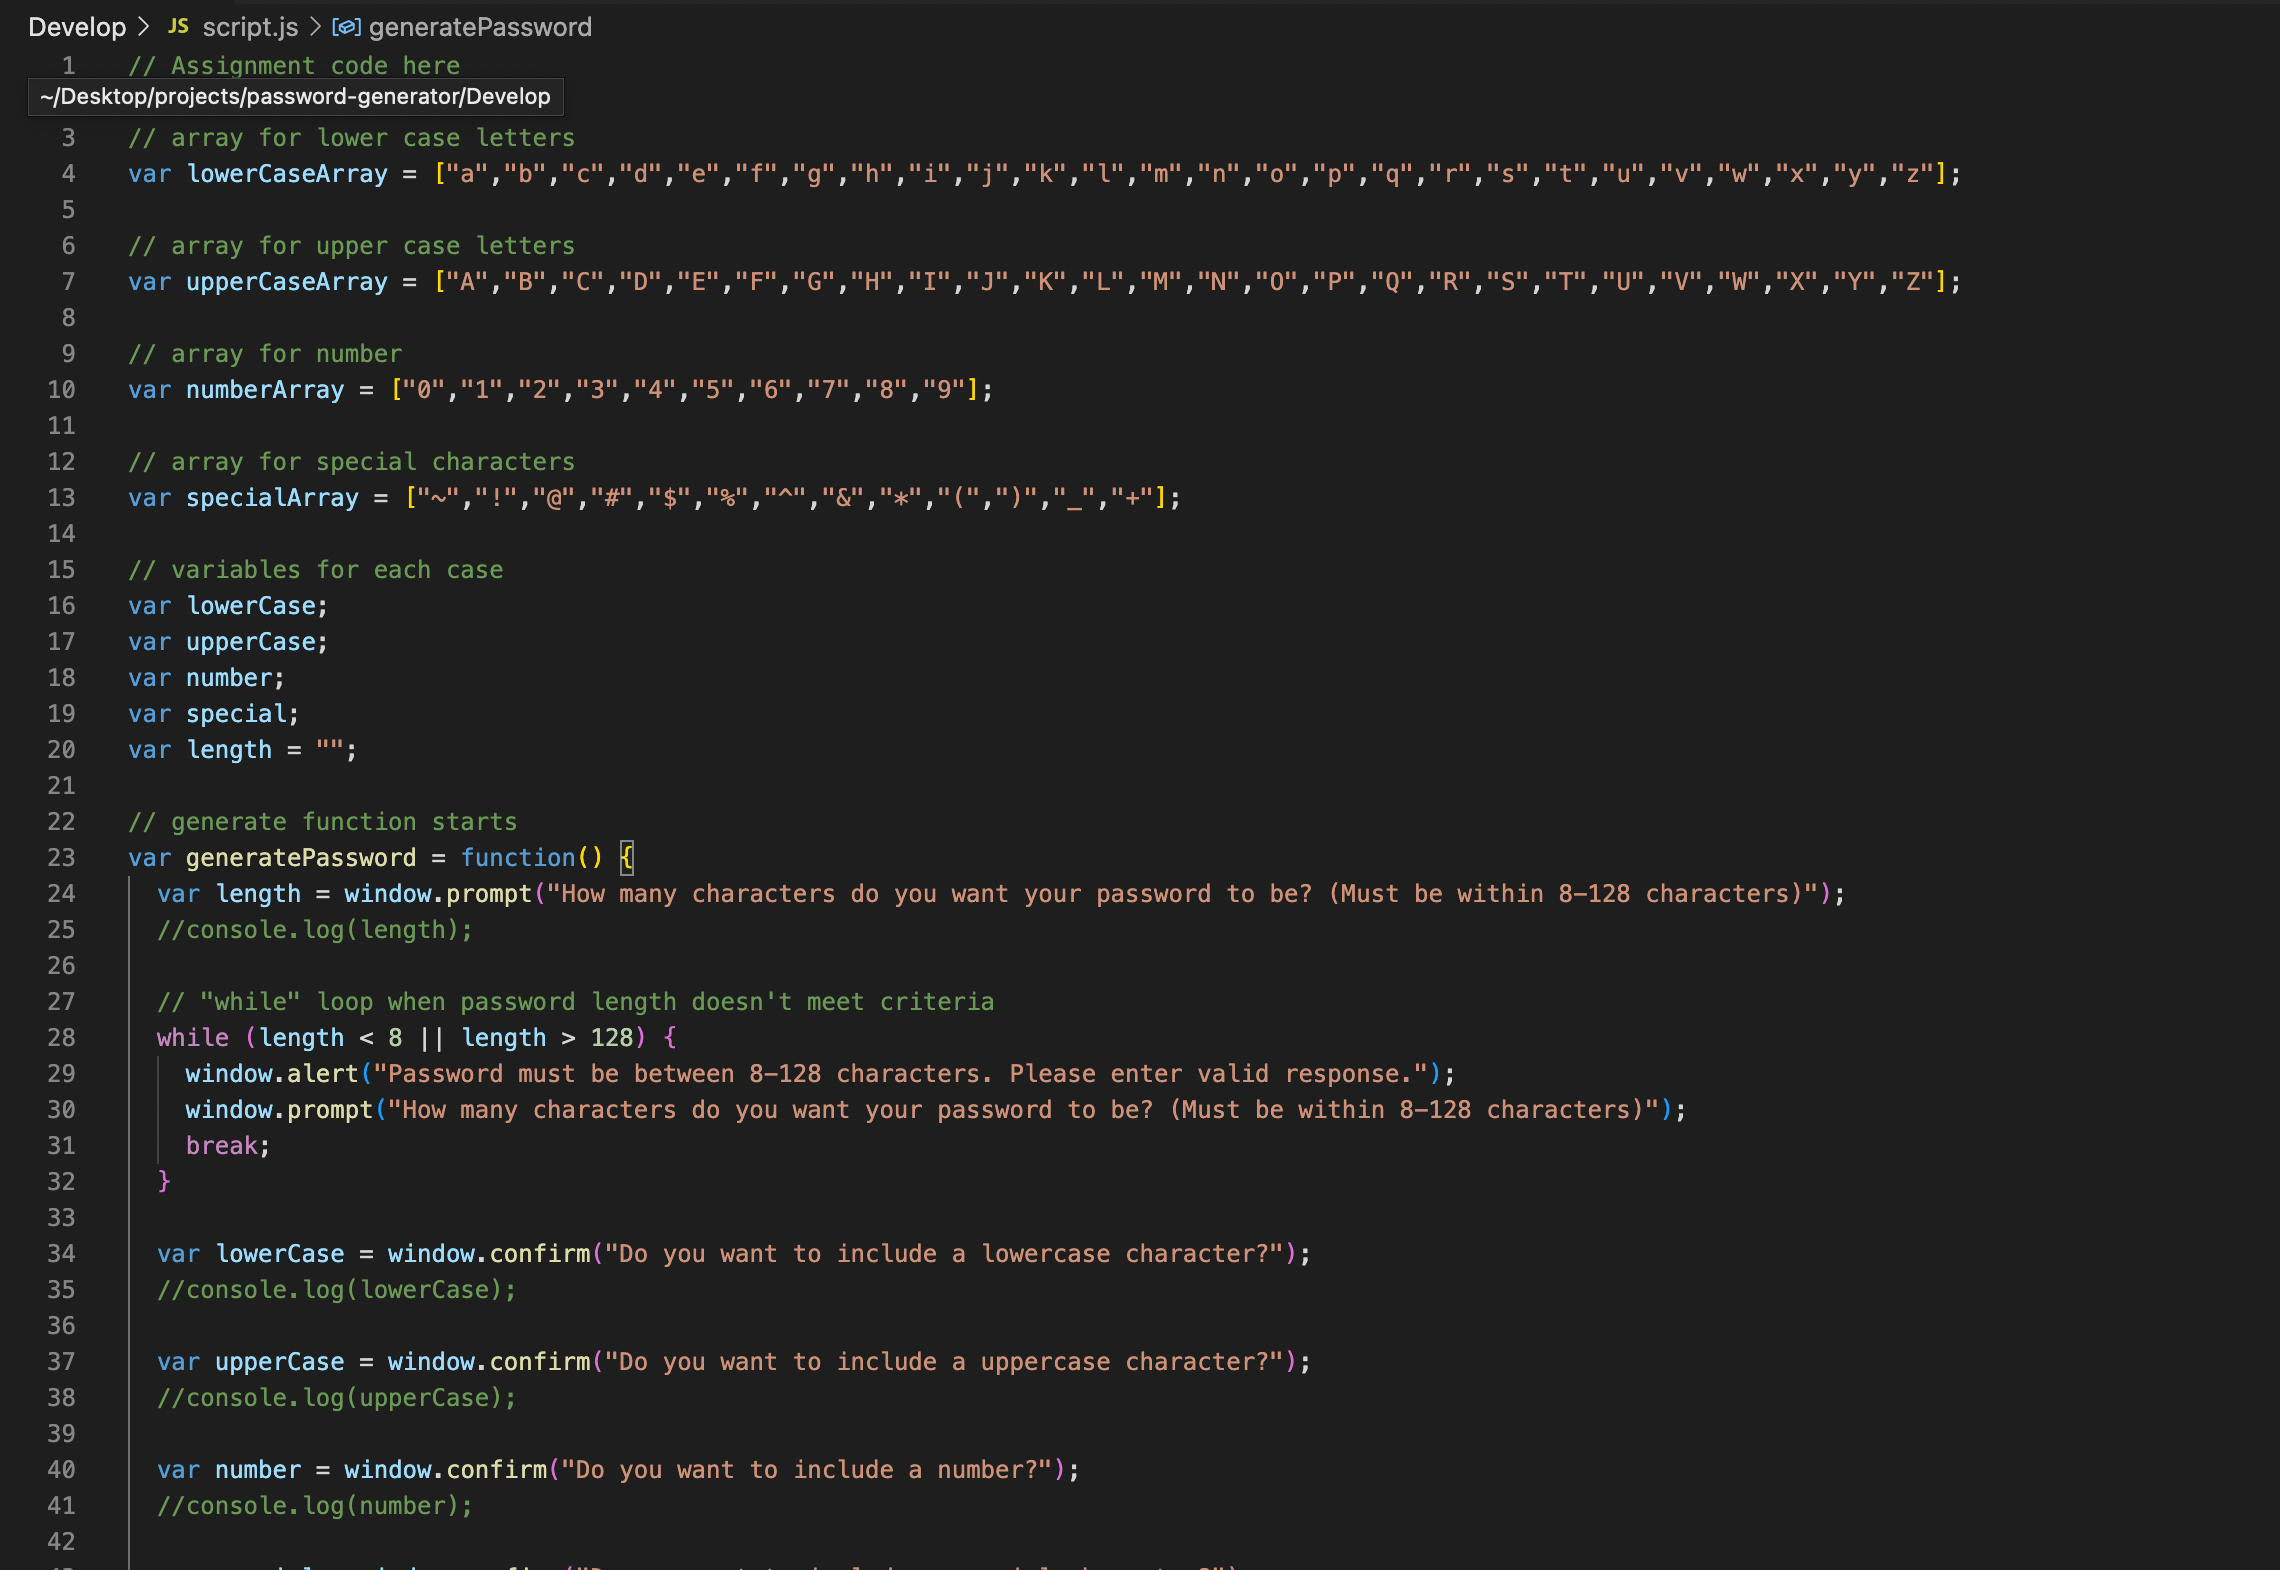 Develop > JS script.js > generatePassword
1 // Assignment code here
~/Desktop/projects/password-generator/Develop
3 // array for lower case letters
4 var lowerCaseArray = ["a","b","c","d","e","f","g","h","i","j","k","l","m","n","o","p","q","r","s","t","u","v","w","x","y","z"];
5
6 // array for upper case letters
7 var upperCaseArray = ["A","B","C","D","E","F","G","H","I","J","K","L","M","N","O","P","Q","R","S","T","U","V","W","X","Y","Z"];
8
9 // array for number
10 var numberArray = ["0","1","2","3","4","5","6","7","8","9"];
11
12 // array for special characters
13 var specialArray = ["~","!","@","#","$","%","^","&","*","(",")","_","+"];
14
15 // variables for each case
16 var lowerCase;
17 var upperCase;
18 var number;
19 var special;
20 var length = "";
21
22 // generate function starts
23 var generatePassword = function() {
24 var length = window.prompt("How many characters do you want your password to be? (Must be within 8-128 characters)");
25 //console.log(length);
26
27 // "while" loop when password length doesn't meet criteria
28 while (length < 8 || length > 128) {
29 window.alert("Password must be between 8-128 characters. Please enter valid response.");
30 window.prompt("How many characters do you want your password to be? (Must be within 8-128 characters)");
31 break;
32 }
33
34 var lowerCase = window.confirm("Do you want to include a lowercase character?");
35 //console.log(lowerCase);
36
37 var upperCase = window.confirm("Do you want to include a uppercase character?");
38 //console.log(upperCase);
39
40 var number = window.confirm("Do you want to include a number?");
41 //console.log(number);
42